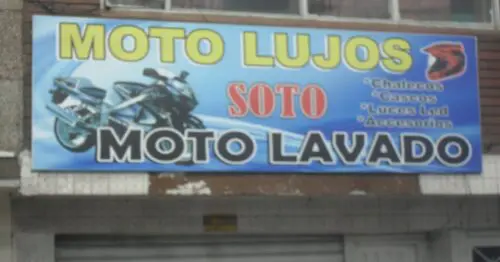 MOTO LUJOS
SOTO
*Chalecos
*Cascos
*Luces Led
*Accesorios
MOTO LAVADO